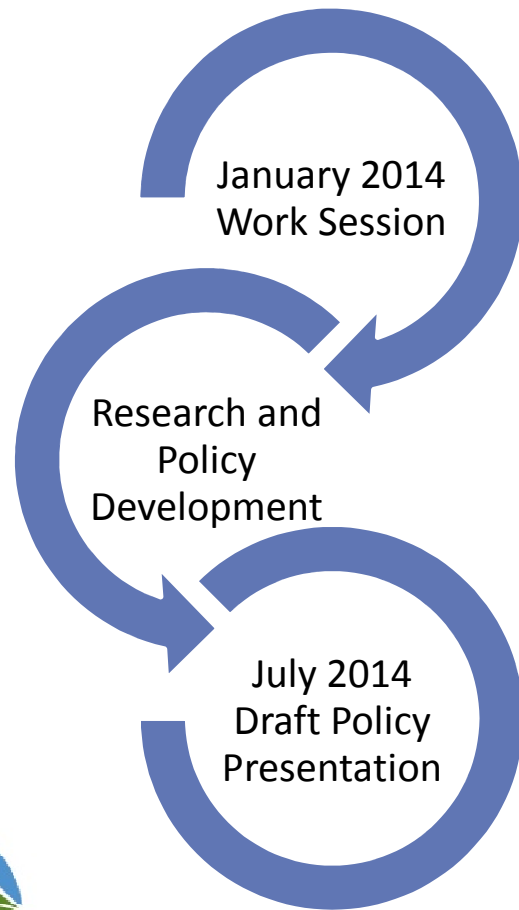 January 2014
Work Session
Research and
Policy
Development
July 2014
Draft Policy
Presentation